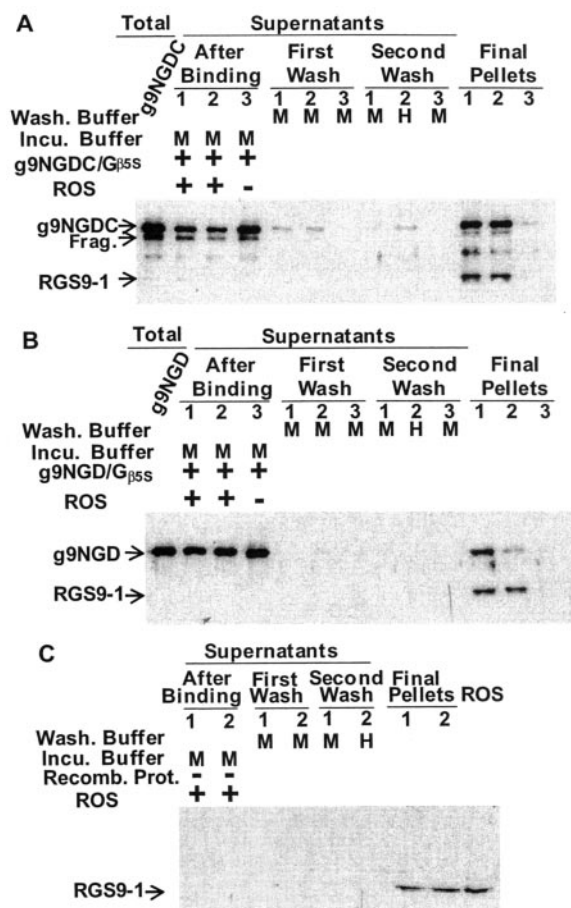 A
Total Supernatants
g9NGDC After Binding First Wash Second Wash Final Pellets
1 2 3 1 2 3 1 2 3 1 2 3
Wash. Buffer M M M M H M
Incu. Buffer M M M
g9NGDC/Gβ5S + + +
ROS + + -
g9NGDC
Frag.
RGS9-1
B
Total Supernatants
g9NGD After Binding First Wash Second Wash Final Pellets
1 2 3 1 2 3 1 2 3 1 2 3
Wash. Buffer M M M M H M
Incu. Buffer M M M
g9NGD/Gβ5S + + +
ROS + + -
g9NGD
RGS9-1
C
Supernatants
After Binding First Wash Second Wash Final Pellets ROS
1 2 1 2 1 2 1 2
Wash. Buffer M M M H
Incu. Buffer M M
Recomb. Prot. - -
ROS + +
RGS9-1